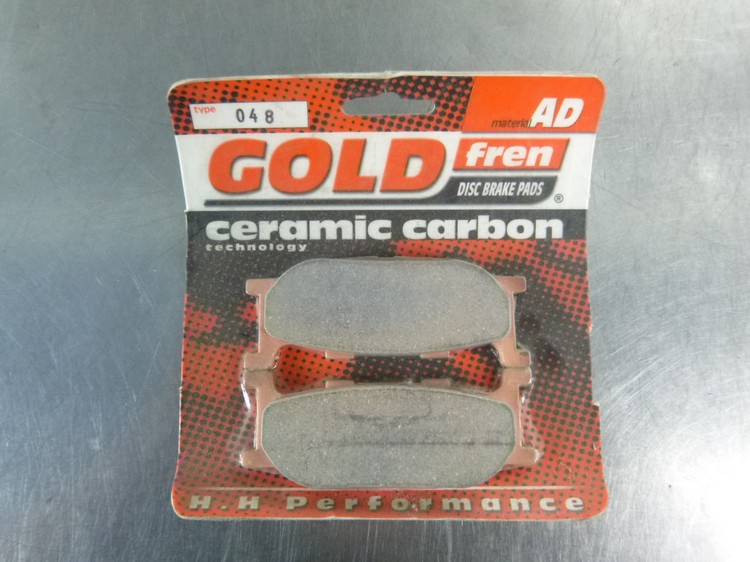 type 048
material AD
GOLD fren
DISC BRAKE PADS ®
ceramic carbon
technology
H.H Performance